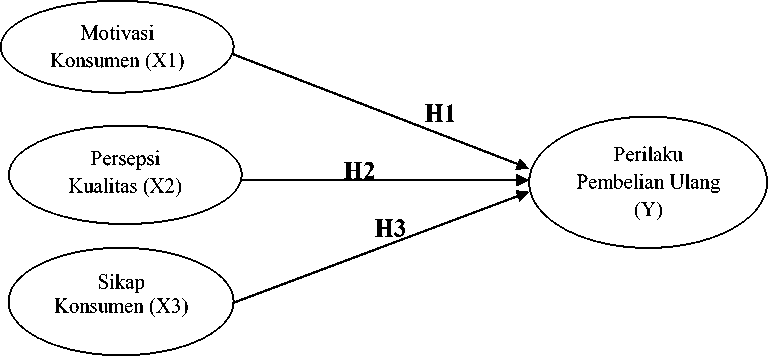 Motivasi
Konsumen (X1)
H1
Persepsi
Kualitas (X2)
H2
Perilaku
Pembelian Ulang
(Y)
H3
Sikap
Konsumen (X3)